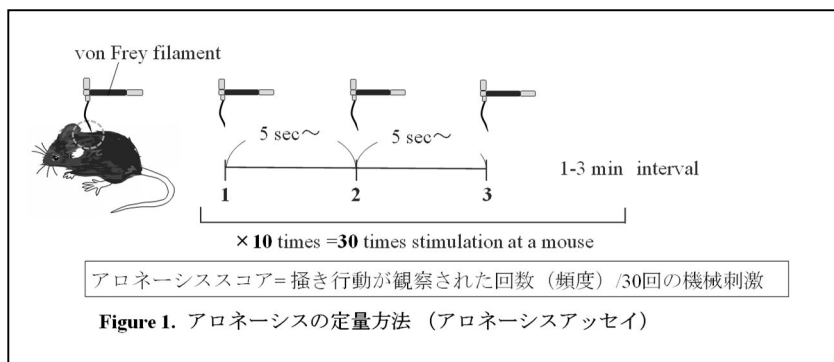 von Frey filament
5 sec～ 5 sec～
1 2 3 1-3 min interval
×10 times =30 times stimulation at a mouse
アロネーシススコア= 掻き行動が観察された回数（頻度）/30回の機械刺激
Figure 1. アロネーシスの定量方法 （アロネーシスアッセイ）